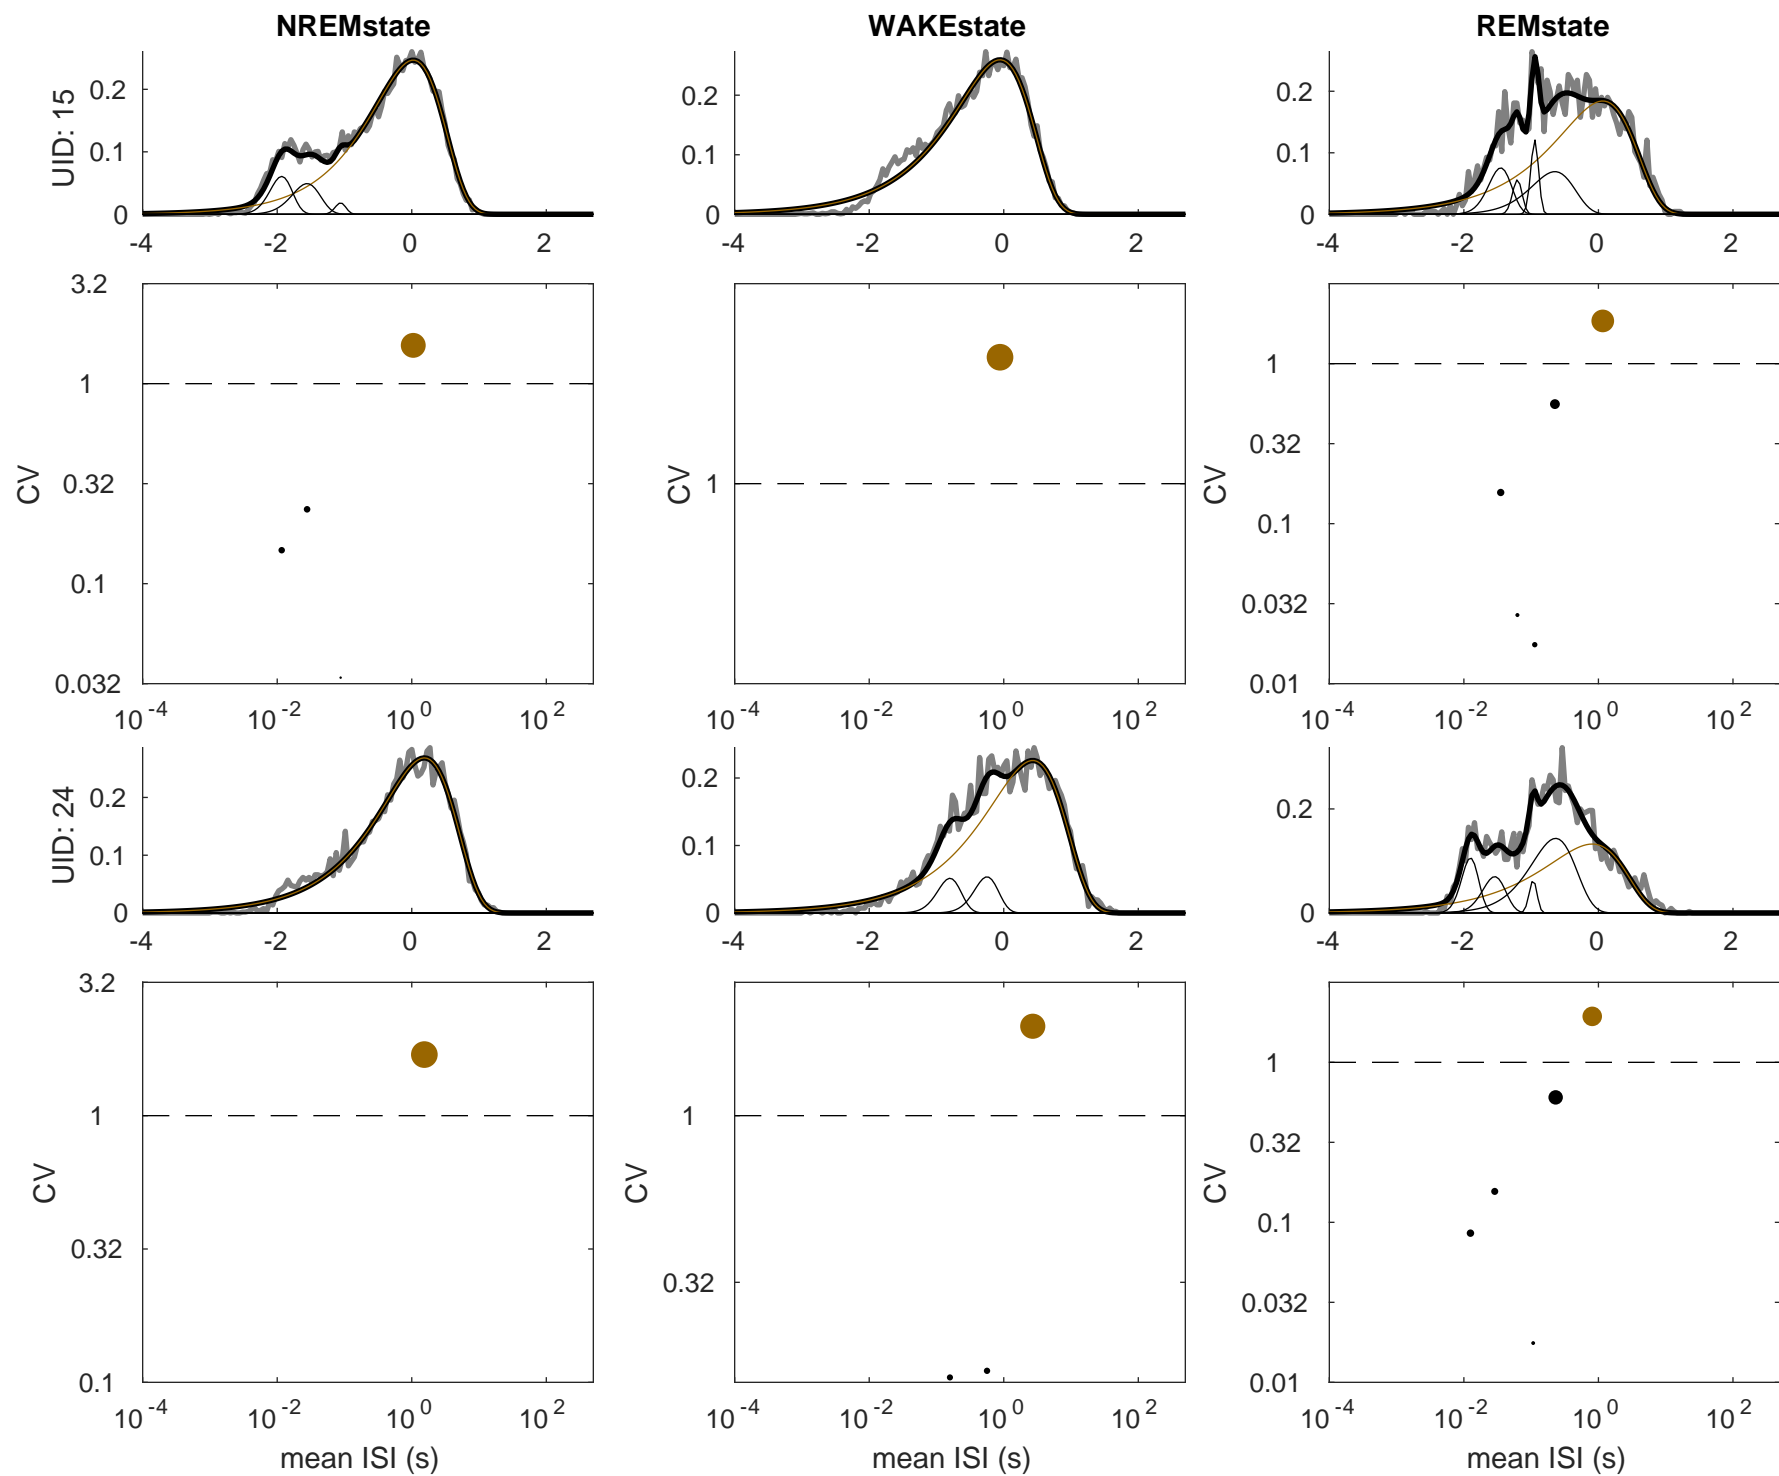 NREMstate WAKEstate REMstate
UID: 15
0.2 0.1 0 -4 -2 0 2
0.2 0.1 0 -4 -2 0 2
0.2 0.1 0 -4 -2 0 2
CV 3.2 1 0.32 0.1 0.032
10^-4 10^-2 10^0 10^2
CV 1
10^-4 10^-2 10^0 10^2
CV 1 0.32 0.1 0.032 0.01
10^-4 10^-2 10^0 10^2
UID: 24
0.2 0.1 0 -4 -2 0 2
0.2 0.1 0 -4 -2 0 2
0.2 0 -4 -2 0 2
CV 3.2 1 0.32 0.1
10^-4 10^-2 10^0 10^2
mean ISI (s)
CV 1 0.32
10^-4 10^-2 10^0 10^2
mean ISI (s)
CV 1 0.32 0.1 0.032 0.01
10^-4 10^-2 10^0 10^2
mean ISI (s)